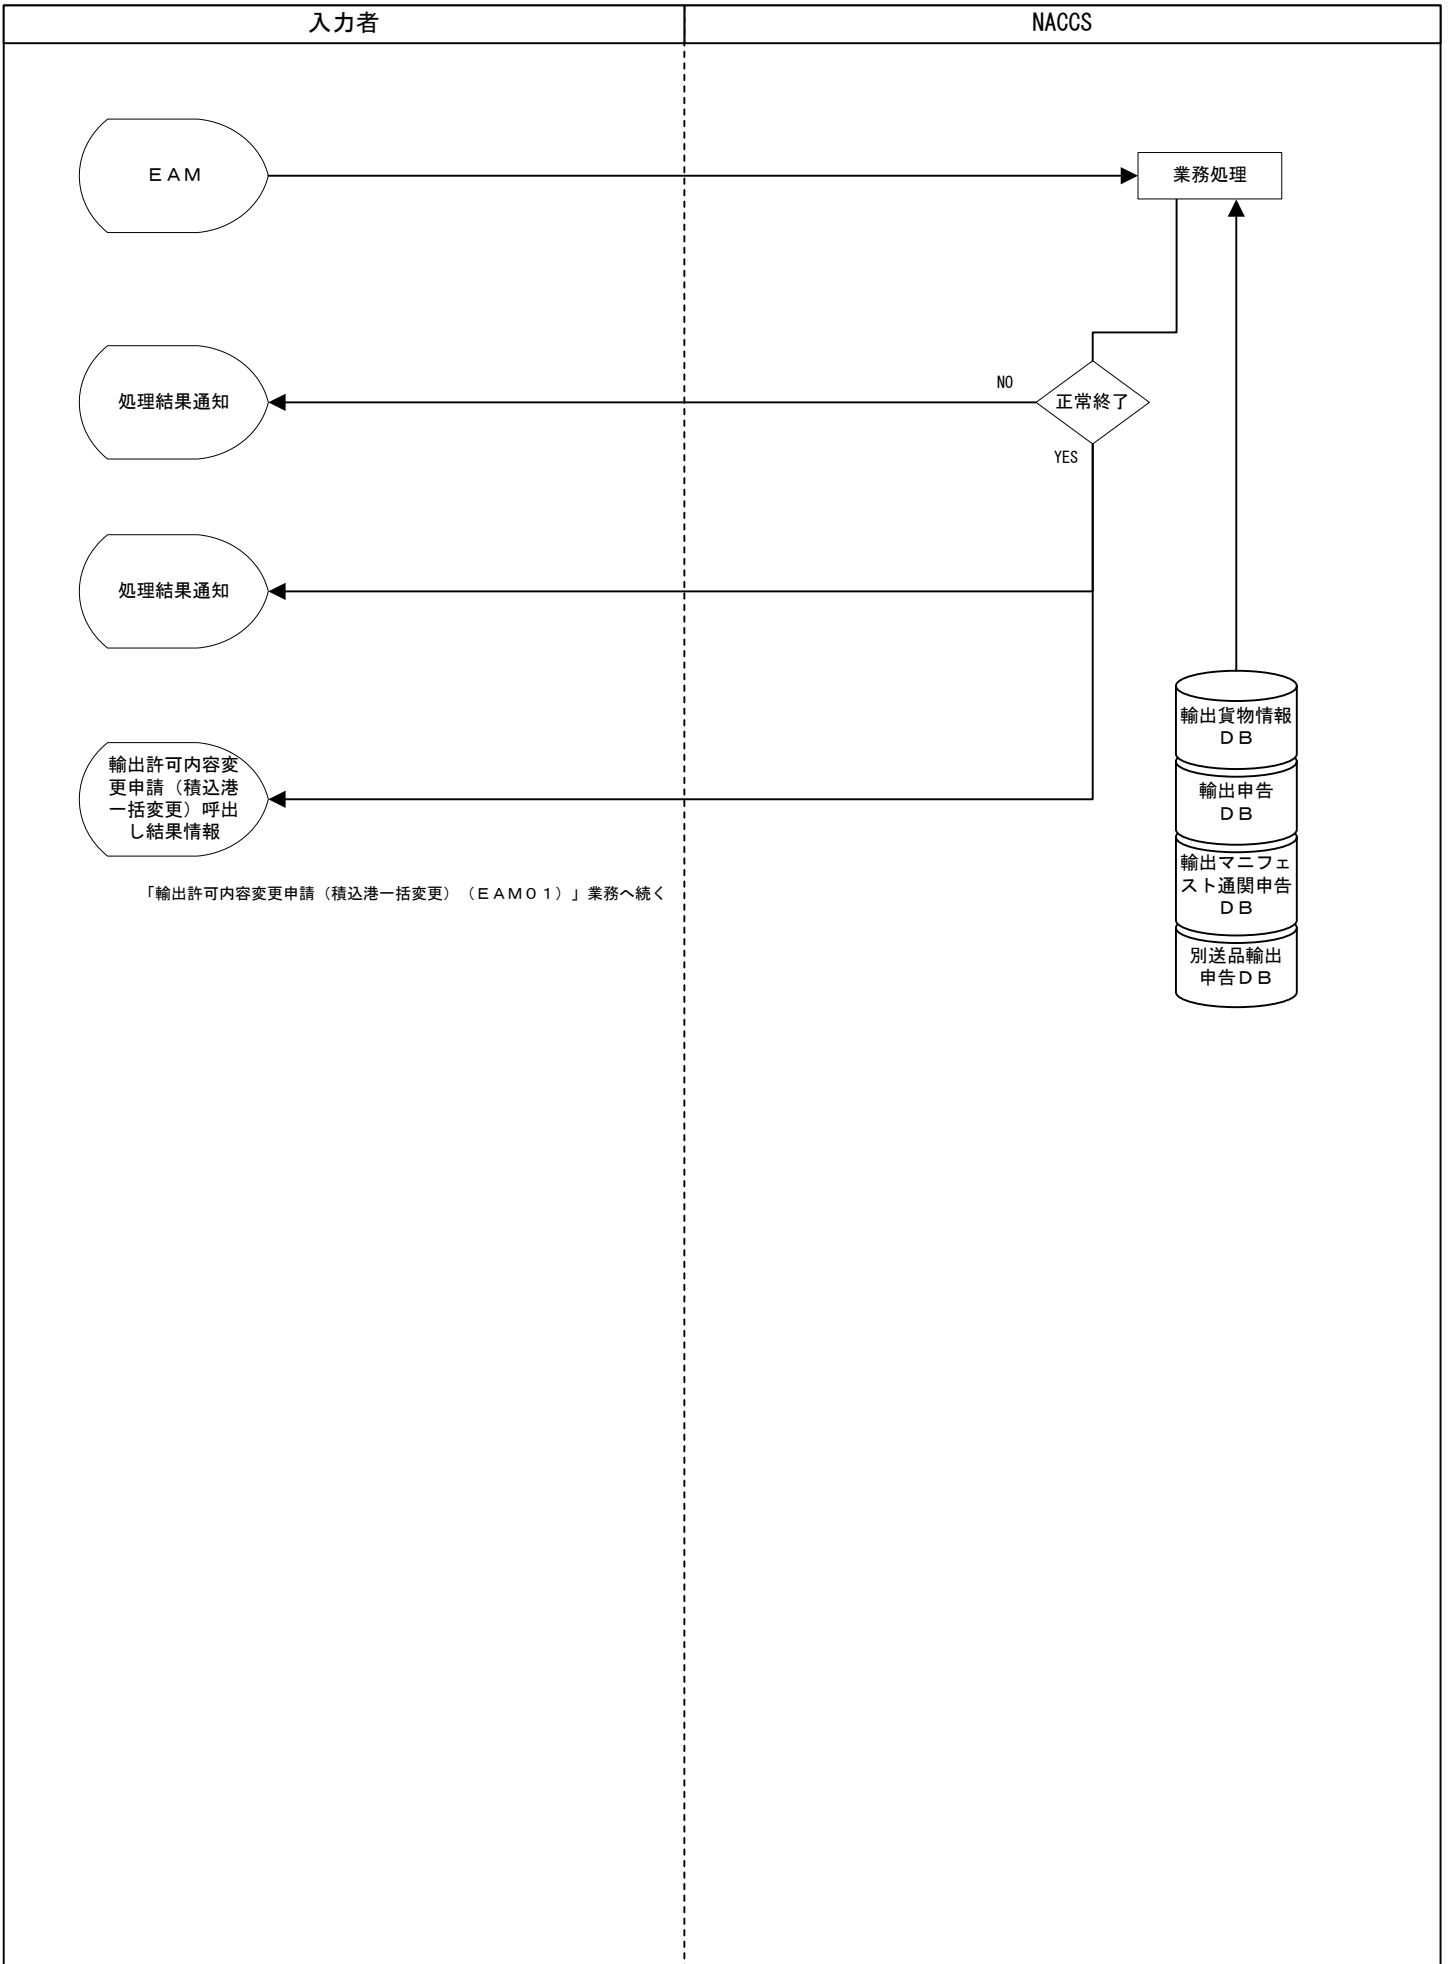 入力者
NACCS
ＥＡＭ
業務処理
処理結果通知
NO
正常終了
YES
処理結果通知
輸出貨物情報
ＤＢ
輸出許可内容変
更申請（積込港
一括変更）呼出
し結果情報
輸出申告
ＤＢ
輸出マニフェ
スト通関申告
ＤＢ
「輸出許可内容変更申請（積込港一括変更）（ＥＡＭ０１）」業務へ続く
別送品輸出
申告ＤＢ